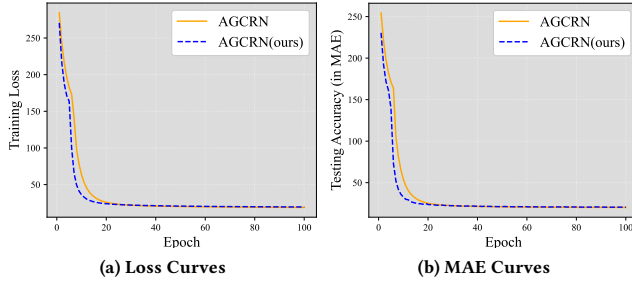 Training Loss
250
200
150
100
50
0
20
40
60
80
100
Epoch
AGCRN
AGCRN(ours)
(a) Loss Curves
Testing Accuracy (in MAE)
250
200
150
100
50
0
20
40
60
80
100
Epoch
AGCRN
AGCRN(ours)
(b) MAE Curves